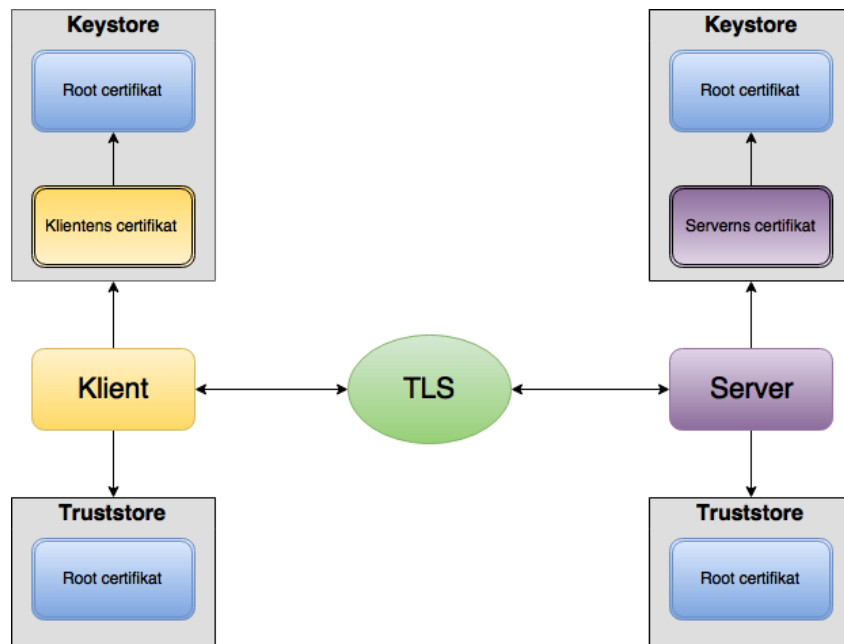 Keystore
Root certifikat
Klientens certifikat
Keystore
Root certifikat
Serverns certifikat
Klient
TLS
Server
Truststore
Root certifikat
Truststore
Root certifikat